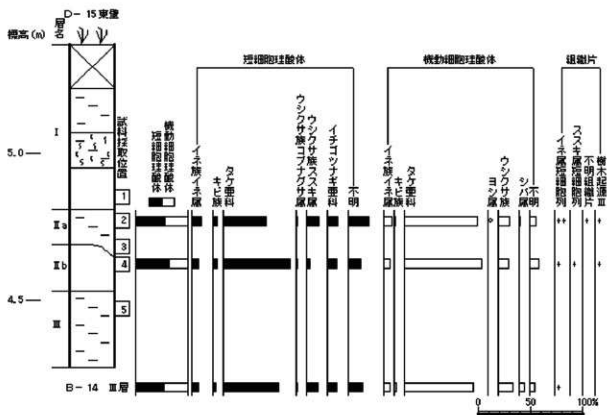 D-15東壁
標高(m)
層名
試料採取位置
短細胞珪酸体
機動細胞珪酸体
短細胞珪酸体
機動細胞珪酸体
組織片
イネ族イネ属
キビ族
タケ亜科
ウシクサ族コブナグサ属
ウシクサ族ススキ属
イチゴツナギ亜科
不明
イネ族イネ属
キビ族
タケ亜科
ヨシ属
ウシクサ族
シバ属
不明
イネ属短細胞列
ススキ属短細胞列
不明組織片
樹木起源Ⅲ
Ⅰ
5.0
1
Ⅱa
2
3
Ⅱb
4
4.5
Ⅲ
5
B-14 Ⅲ層
0 50 100%